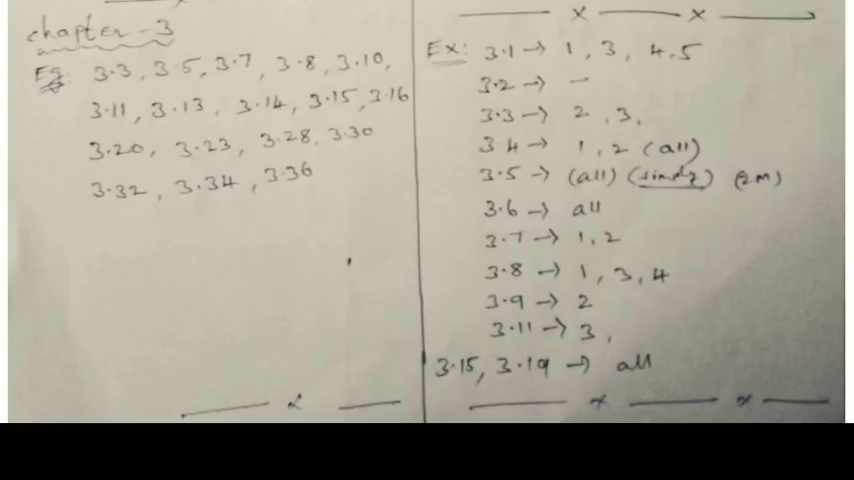 chapter - 3
Eg 3.3, 3.5, 3.7, 3.8, 3.10,
3.11, 3.13, 3.14, 3.15, 3.16
3.20, 3.23, 3.28, 3.30
3.32, 3.34, 3.36
Ex: 3.1 → 1, 3, 4, 5
3.2 → -
3.3 → 2, 3,
3.4 → 1, 2 (all)
3.5 → (all) (simply) (2m)
3.6 → all
3.7 → 1, 2
3.8 → 1, 3, 4
3.9 → 2
3.11 → 3,
3.15, 3.19 → all